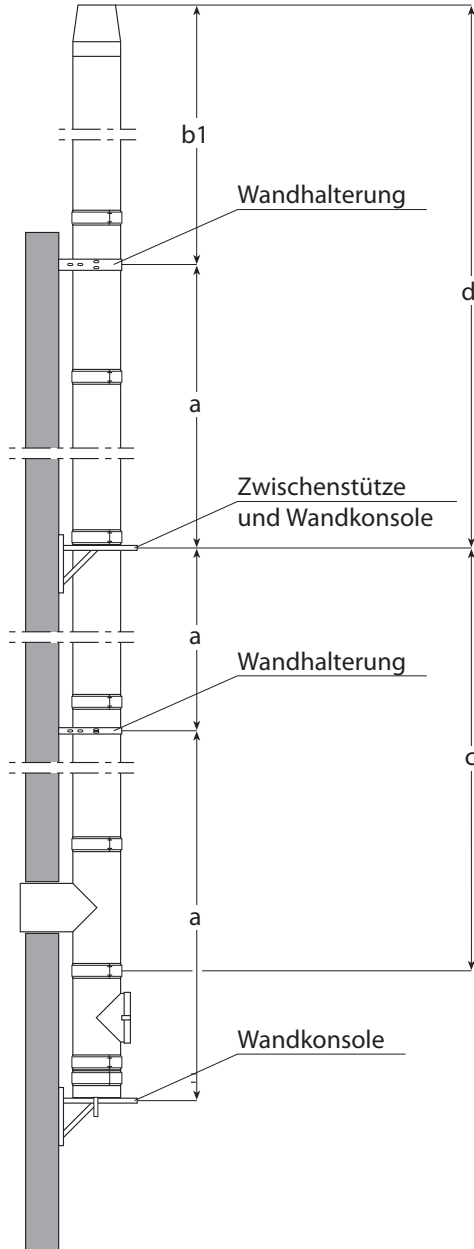 b1
Wandhalterung
d
a
Zwischenstütze
und Wandkonsole
a
Wandhalterung
c
a
Wandkonsole